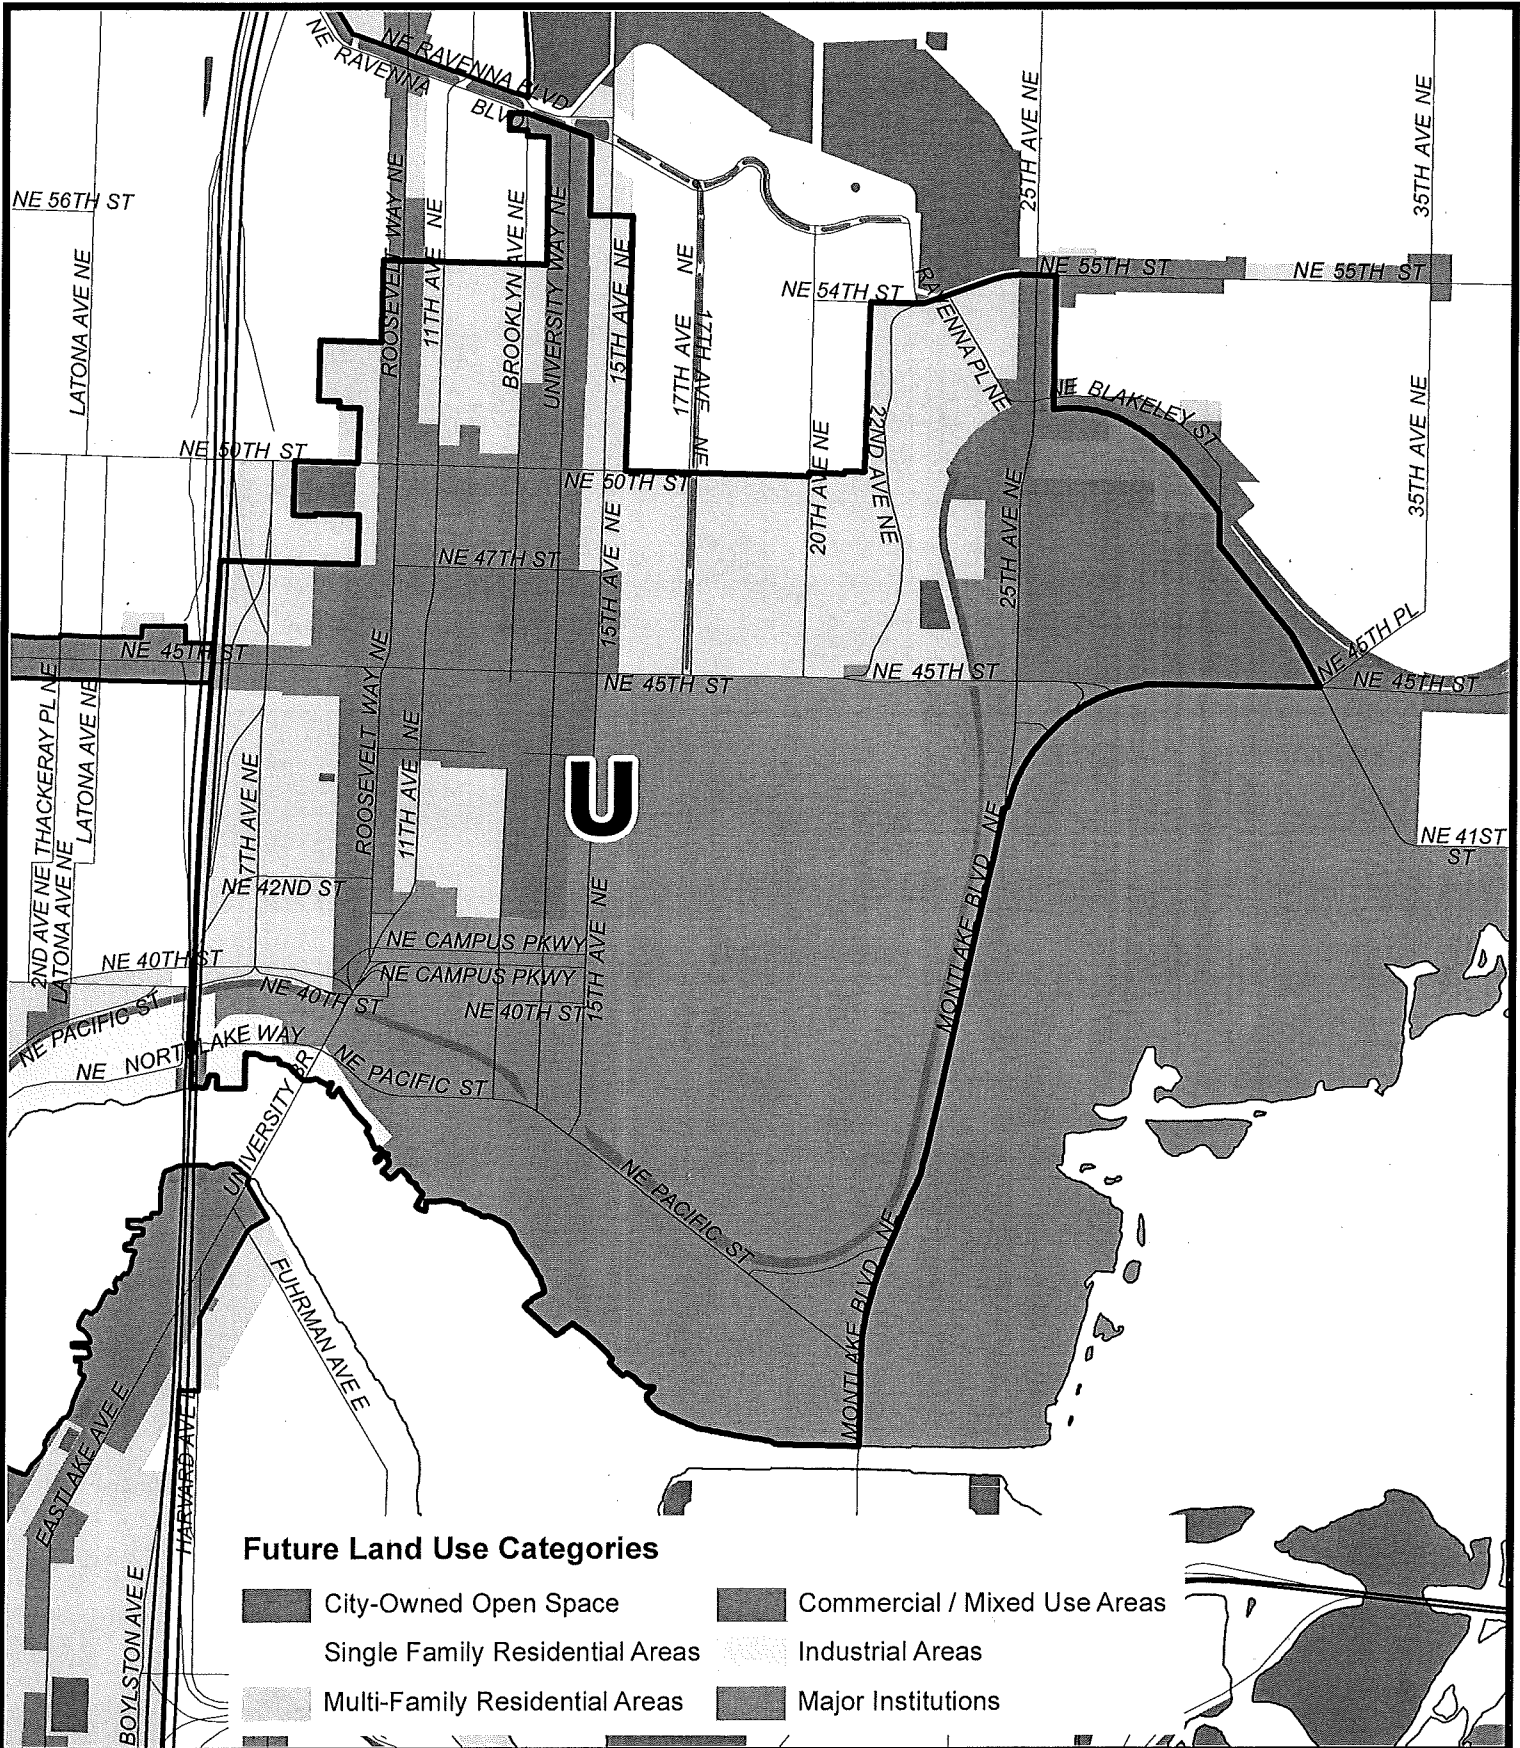 NE RAVENNA BLVD
NE RAVENNA
BLVD
25TH AVE NE
35TH AVE NE
NE 56TH ST
ROOSEVELT WAY NE
11TH AVE NE
BROOKLYN AVE NE
UNIVERSITY WAY NE
15TH AVE NE
17TH AVE NE
17TH AVE NE
LATONA AVE NE
NE 54TH ST
RAVENNA PL NE
NE 55TH ST
NE 55TH ST
NE BLAKELEY ST
35TH AVE NE
NE 50TH ST
NE 50TH ST
20TH AVE NE
22ND AVE NE
25TH AVE NE
NE 47TH ST
15TH AVE NE
NE 45TH ST
NE 45TH ST
NE 45TH ST
NE 45TH PL
NE 45TH ST
2ND AVE NE
THACKERAY PL NE
LATONA AVE NE
LATONA AVE NE
7TH AVE NE
ROOSEVELT WAY NE
11TH AVE NE
U
NE 41ST
ST
NE 42ND ST
15TH AVE NE
MONTLAKE BLVD NE
NE CAMPUS PKWY
NE CAMPUS PKWY
NE 40TH ST
NE 40TH ST
NE 40TH ST
NE PACIFIC ST
NE NORTHLAKE WAY
NE PACIFIC ST
UNIVERSITY BR
NE PACIFIC ST
MONTLAKE BLVD NE
FUHRMAN AVE E
EASTLAKE AVE E
HARVARD AVE E
BOYLSTON AVE E
Future Land Use Categories
City-Owned Open Space
Commercial / Mixed Use Areas
Single Family Residential Areas
Industrial Areas
Multi-Family Residential Areas
Major Institutions